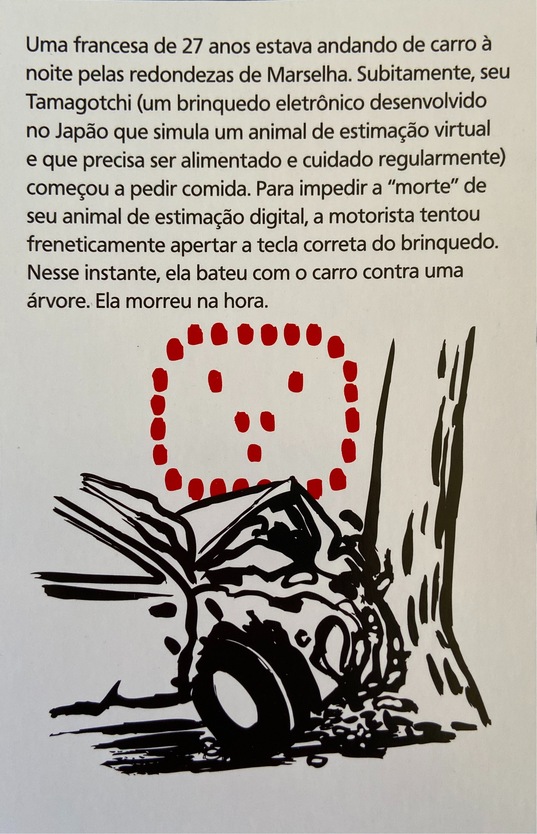 Uma francesa de 27 anos estava andando de carro à
noite pelas redondezas de Marselha. Subitamente, seu
Tamagotchi (um brinquedo eletrônico desenvolvido
no Japão que simula um animal de estimação virtual
e que precisa ser alimentado e cuidado regularmente)
começou a pedir comida. Para impedir a “morte” de
seu animal de estimação digital, a motorista tentou
freneticamente apertar a tecla correta do brinquedo.
Nesse instante, ela bateu com o carro contra uma
árvore. Ela morreu na hora.